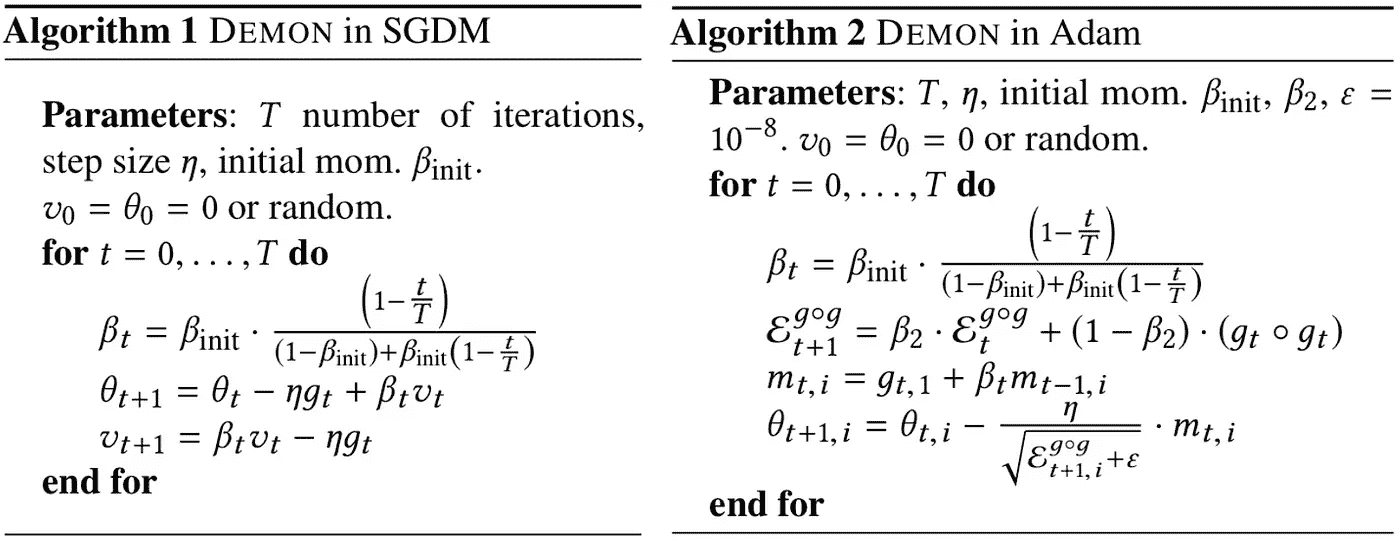 Algorithm 1 DEMON in SGDM
Parameters: T number of iterations,
step size η, initial mom. β_init.
v_0 = θ_0 = 0 or random.
for t = 0, . . . , T do
β_t = β_init · (1−t/T) / ((1−β_init)+β_init(1−t/T))
θ_{t+1} = θ_t − ηg_t + β_t v_t
v_{t+1} = β_t v_t − ηg_t
end for
Algorithm 2 DEMON in Adam
Parameters: T, η, initial mom. β_init, β_2, ε =
10^{−8}. v_0 = θ_0 = 0 or random.
for t = 0, . . . , T do
β_t = β_init · (1−t/T) / ((1−β_init)+β_init(1−t/T))
ℰ_{t+1}^{g∘g} = β_2 · ℰ_t^{g∘g} + (1 − β_2) · (g_t ∘ g_t)
m_{t,i} = g_{t,1} + β_t m_{t−1,i}
θ_{t+1,i} = θ_{t,i} − η / √(ℰ_{t+1,i}^{g∘g}+ε) · m_{t,i}
end for